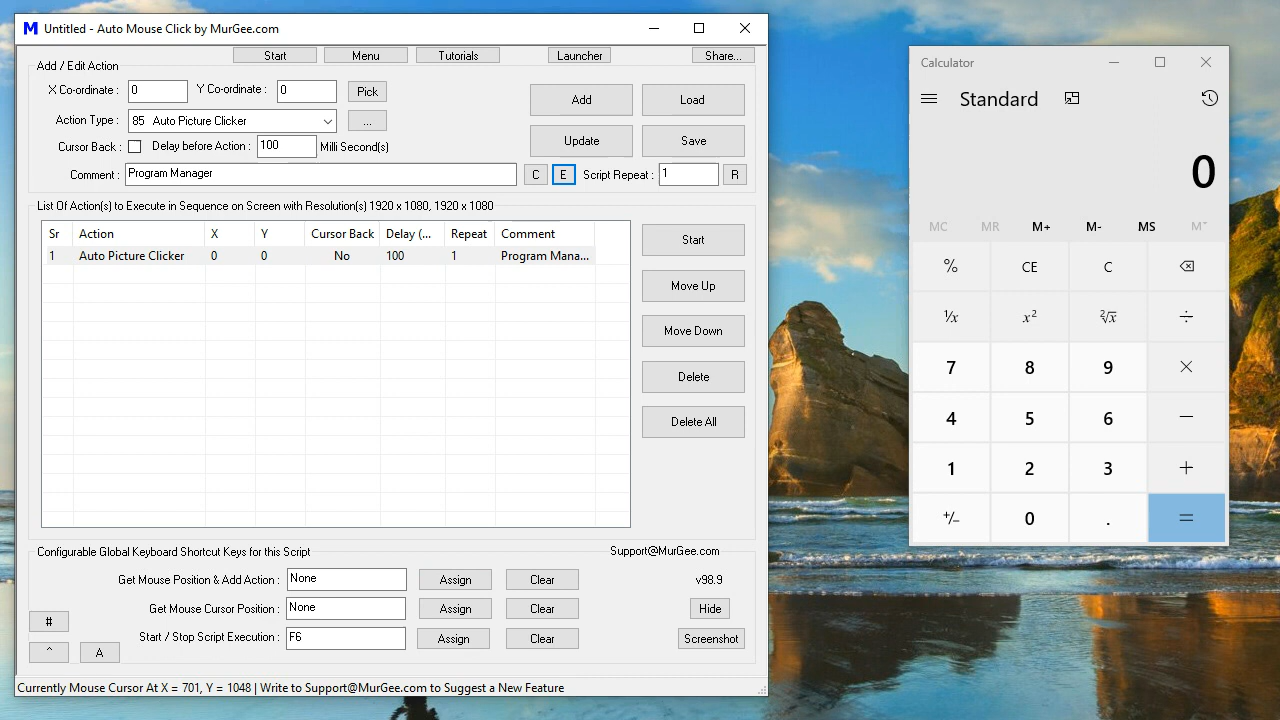 M Untitled - Auto Mouse Click by MurGee.com
Start Menu Tutorials Launcher Share...
Add / Edit Action
X Co-ordinate : 0 Y Co-ordinate : 0 Pick
Action Type : 85 Auto Picture Clicker ...
Cursor Back : Delay before Action : 100 Milli Second(s)
Comment : Program Manager C E Script Repeat : 1 R
Add Load
Update Save
List Of Action(s) to Execute in Sequence on Screen with Resolution(s) 1920 x 1080, 1920 x 1080
Sr Action X Y Cursor Back Delay (... Repeat Comment
1 Auto Picture Clicker 0 0 No 100 1 Program Mana...
Start
Move Up
Move Down
Delete
Delete All
Configurable Global Keyboard Shortcut Keys for this Script Support@MurGee.com
Get Mouse Position & Add Action : None Assign Clear v98.9
Get Mouse Cursor Position : None Assign Clear Hide
Start / Stop Script Execution : F6 Assign Clear Screenshot
#
^ A
Currently Mouse Cursor At X = 701, Y = 1048 | Write to Support@MurGee.com to Suggest a New Feature
Calculator
Standard
0
MC MR M+ M- MS M˅
% CE C
⅟x x² ²√x ÷
7 8 9 ×
4 5 6 −
1 2 3 +
+/− 0 . =